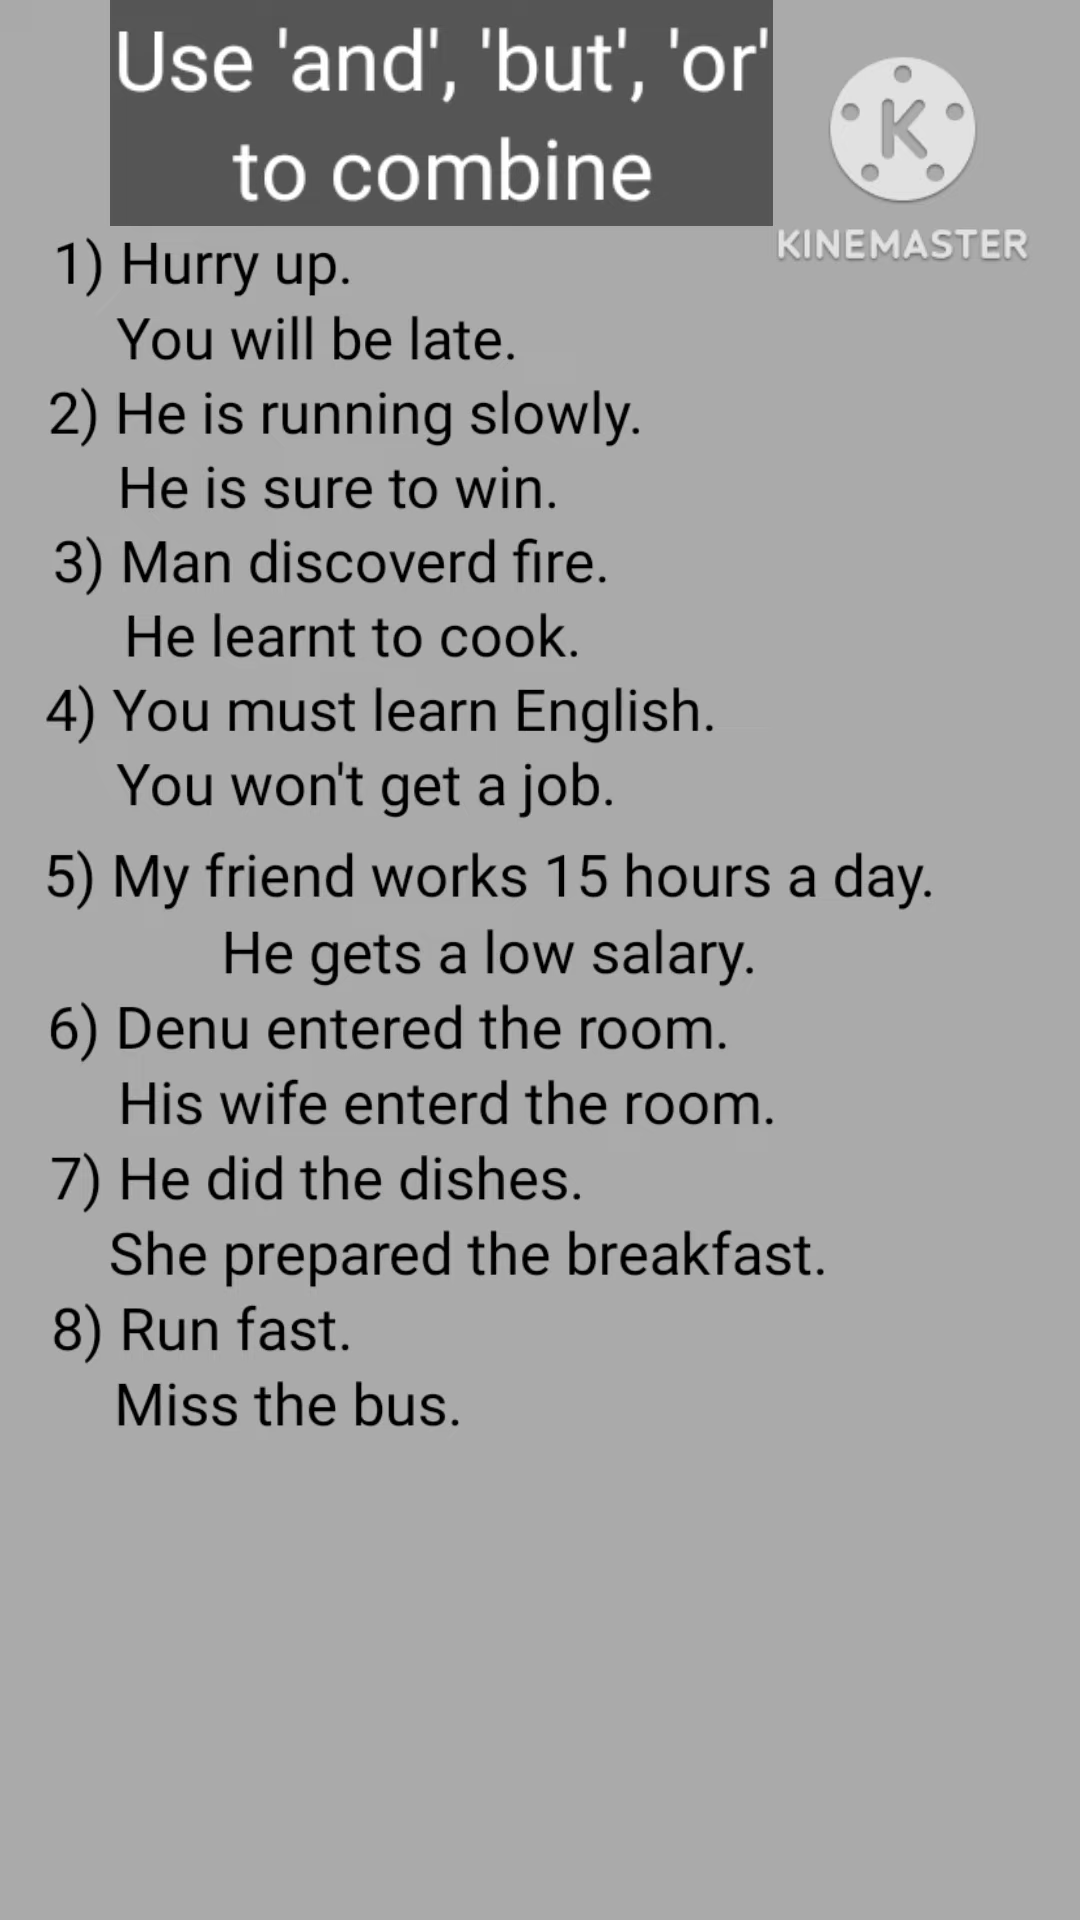 Use 'and', 'but', 'or'
to combine
KINEMASTER
1) Hurry up.
You will be late.
2) He is running slowly.
He is sure to win.
3) Man discoverd fire.
He learnt to cook.
4) You must learn English.
You won't get a job.
5) My friend works 15 hours a day.
He gets a low salary.
6) Denu entered the room.
His wife enterd the room.
7) He did the dishes.
She prepared the breakfast.
8) Run fast.
Miss the bus.